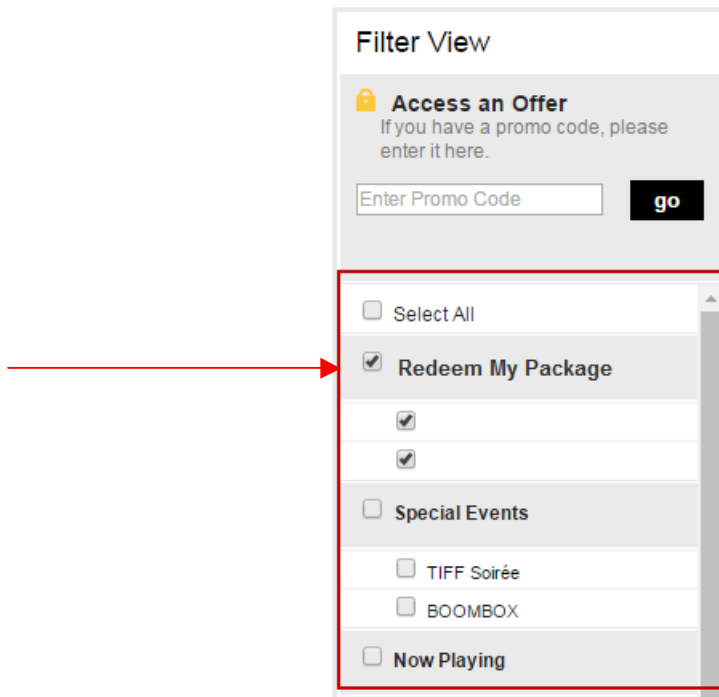 Filter View
Access an Offer
If you have a promo code, please
enter it here.
Enter Promo Code
go
Select All
Redeem My Package
Special Events
TIFF Soirée
BOOMBOX
Now Playing